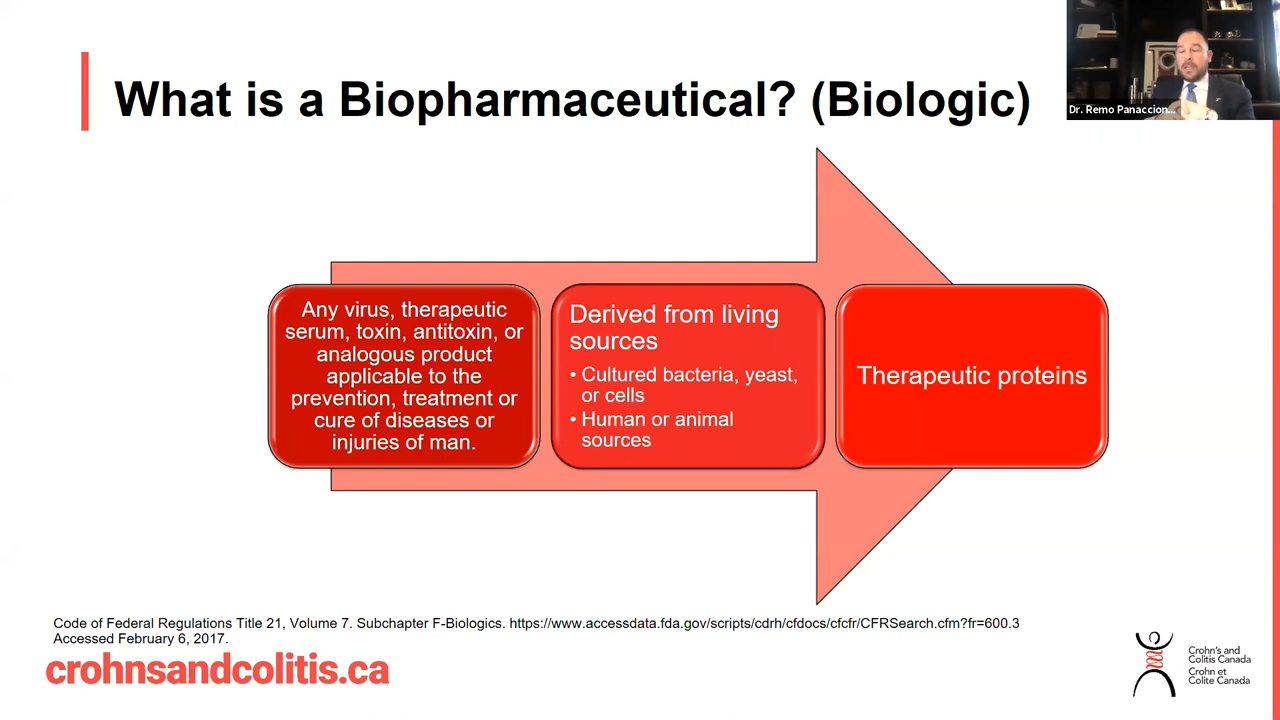 What is a Biopharmaceutical? (Biologic)
Dr. Remo Panaccion...
Any virus, therapeutic
serum, toxin, antitoxin, or
analogous product
applicable to the
prevention, treatment or
cure of diseases or
injuries of man.
Derived from living
sources
• Cultured bacteria, yeast,
or cells
• Human or animal
sources
Therapeutic proteins
Code of Federal Regulations Title 21, Volume 7. Subchapter F-Biologics. https://www.accessdata.fda.gov/scripts/cdrh/cfdocs/cfcfr/CFRSearch.cfm?fr=600.3
Accessed February 6, 2017.
crohnsandcolitis.ca
Crohn's and
Colitis Canada
Crohn et
Colite Canada